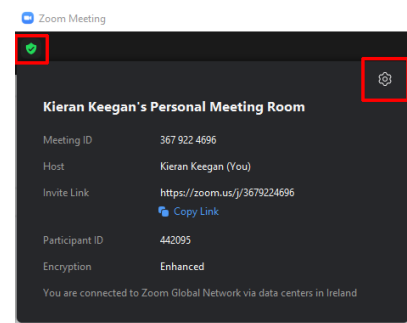 Zoom Meeting
Kieran Keegan's Personal Meeting Room
Meeting ID 367 922 4696
Host Kieran Keegan (You)
Invite Link https://zoom.us/j/3679224696
Copy Link
Participant ID 442095
Encryption Enhanced
You are connected to Zoom Global Network via data centers in Ireland